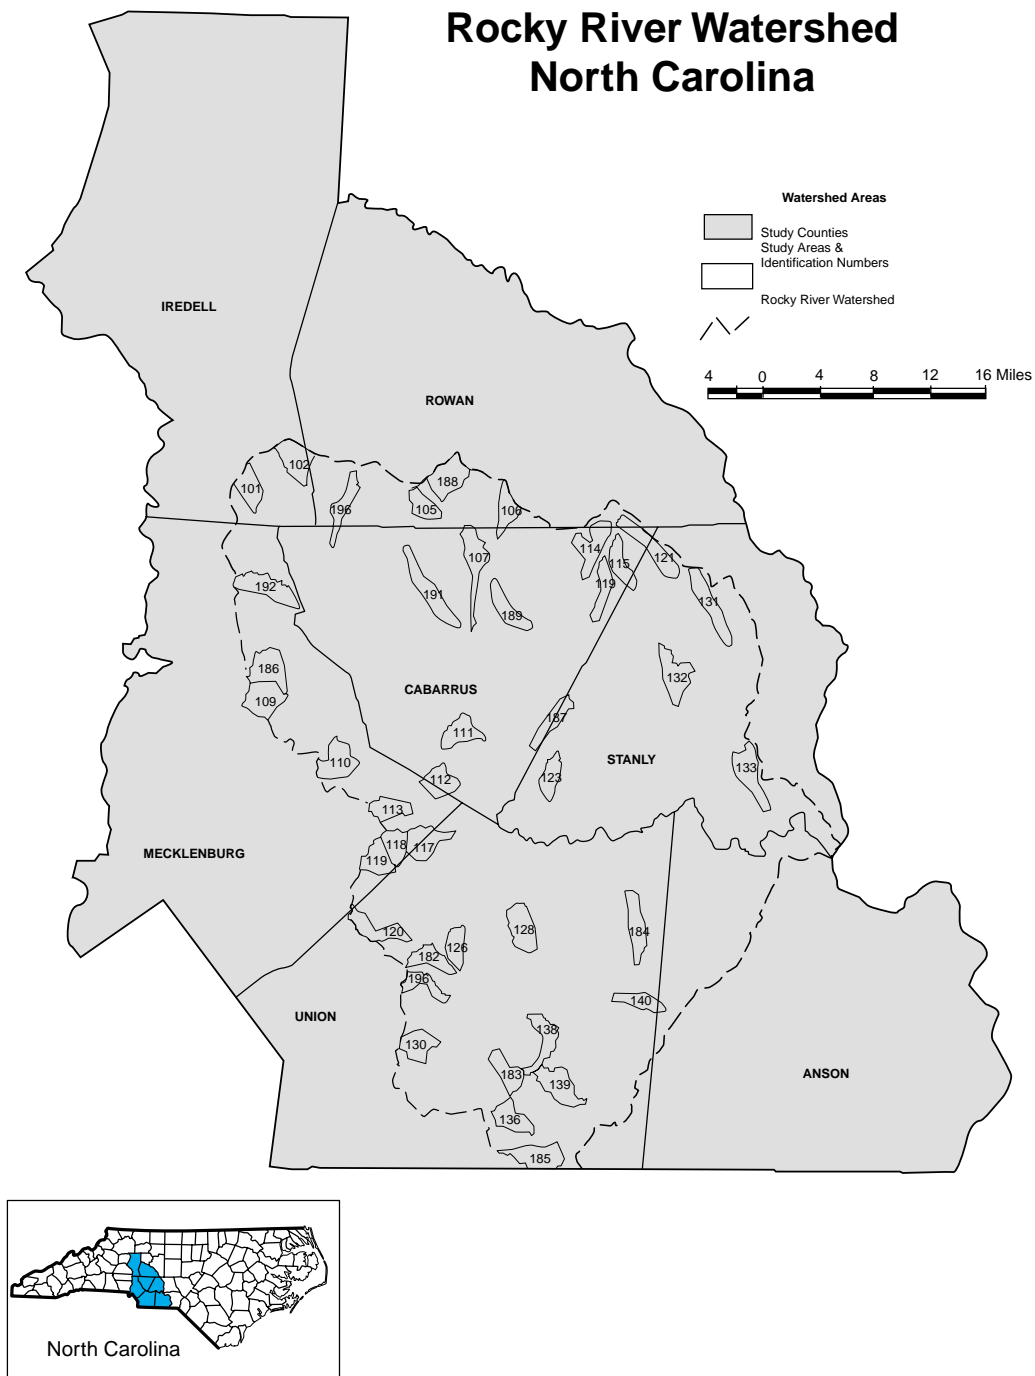 Rocky River Watershed
North Carolina
Watershed Areas
Study Counties
Study Areas &
Identification Numbers
Rocky River Watershed
4 0 4 8 12 16 Miles
IREDELL
ROWAN
102
101
188
196
105
106
114
107
115
121
192
191
119
131
189
186
132
109
CABARRUS
187
111
110
STANLY
133
112
123
113
118
117
MECKLENBURG
119
120
128
184
126
182
196
140
UNION
138
130
183
139
ANSON
136
185
North Carolina